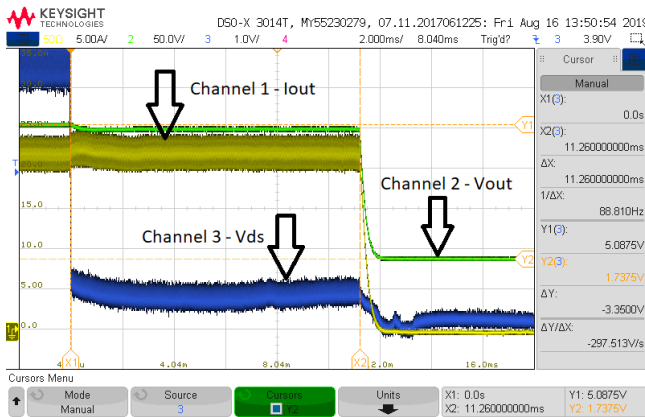 KEYSIGHT
TECHNOLOGIES
DSO-X 3014T, MY55230279, 07.11.2017061225: Fri Aug 16 13:50:54 2019
50Ω 5.00A/ 2 50.0V/ 3 1.0V/ 4 2.000ms/ 8.040ms Trig'd? 3 3.90V
Cursor
Manual
X1(3):
0.0s
X2(3):
11.260000000ms
ΔX:
11.260000000ms
1/ΔX:
88.810Hz
Y1(3):
5.0875V
Y2(3):
1.7375V
ΔY:
-3.3500V
ΔY/ΔX:
-297.513V/s
Channel 1 - Iout
Y1
T
Channel 2 - Vout
15.0
Channel 3 - Vds
10.0
Y2
5.00
0.0
X1
4.04m
8.04m
X2
16.0ms
Cursors Menu
Mode
Manual
Source
3
Cursors
Y2
Units
X1: 0.0s
X2: 11.260000000ms
Y1: 5.0875V
Y2: 1.7375V